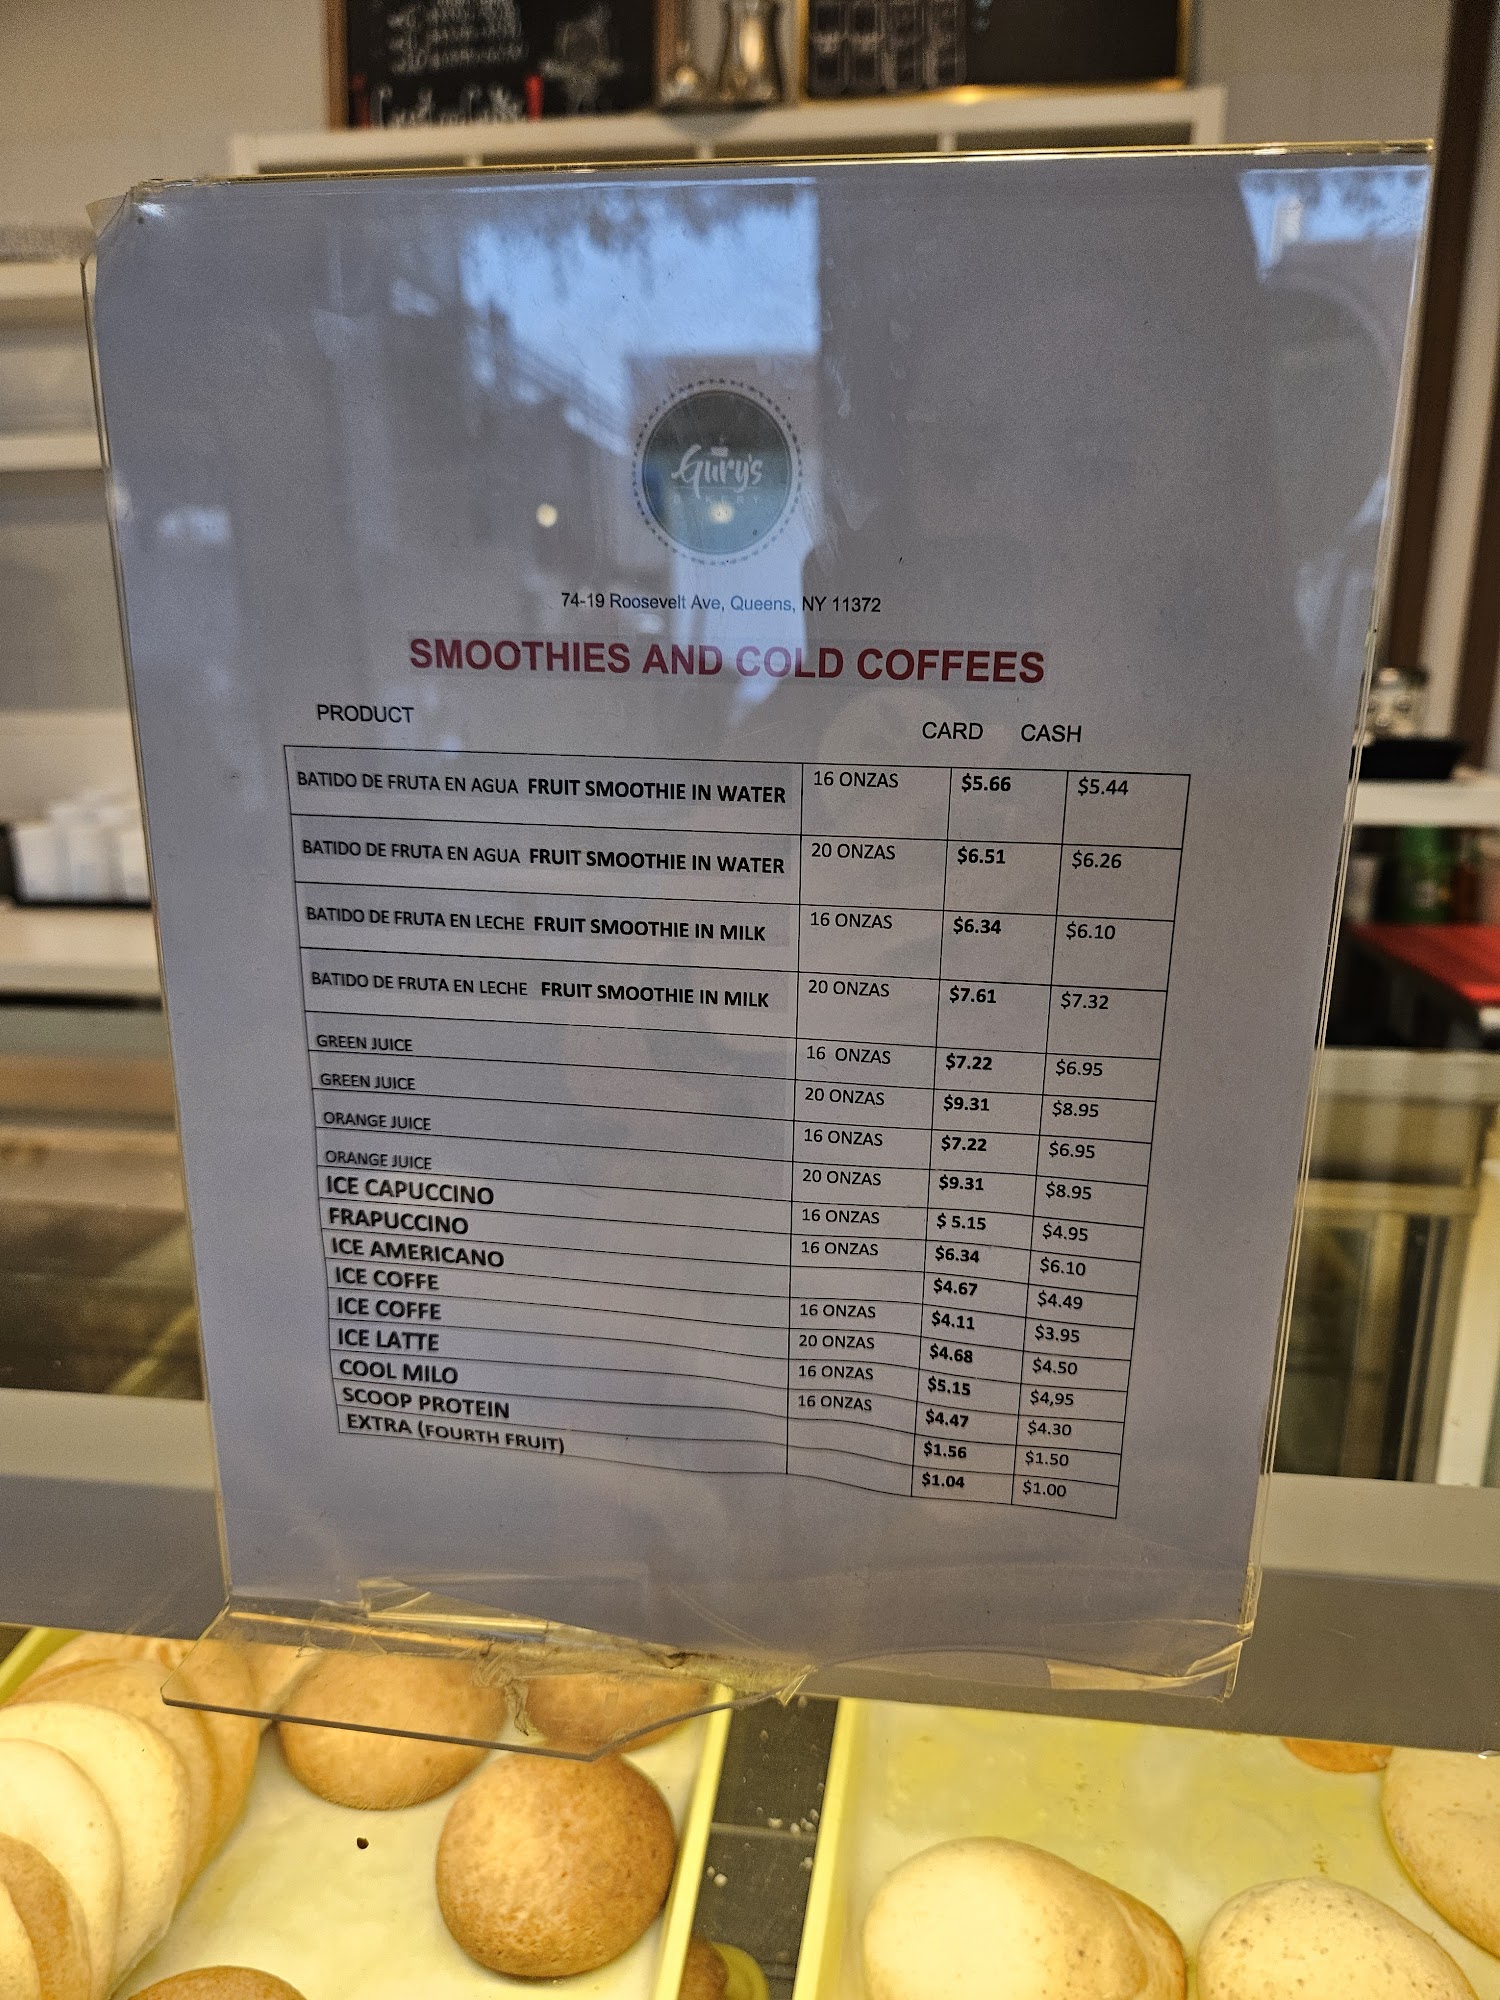 Gury's
BAKERY
74-19 Roosevelt Ave, Queens, NY 11372
SMOOTHIES AND COLD COFFEES
PRODUCT CARD CASH
BATIDO DE FRUTA EN AGUA FRUIT SMOOTHIE IN WATER 16 ONZAS $5.66 $5.44
BATIDO DE FRUTA EN AGUA FRUIT SMOOTHIE IN WATER 20 ONZAS $6.51 $6.26
BATIDO DE FRUTA EN LECHE FRUIT SMOOTHIE IN MILK 16 ONZAS $6.34 $6.10
BATIDO DE FRUTA EN LECHE FRUIT SMOOTHIE IN MILK 20 ONZAS $7.61 $7.32
GREEN JUICE 16 ONZAS $7.22 $6.95
GREEN JUICE 20 ONZAS $9.31 $8.95
ORANGE JUICE 16 ONZAS $7.22 $6.95
ORANGE JUICE 20 ONZAS $9.31 $8.95
ICE CAPUCCINO 16 ONZAS $ 5.15 $4.95
FRAPUCCINO 16 ONZAS $6.34 $6.10
ICE AMERICANO $4.67 $4.49
ICE COFFE 16 ONZAS $4.11 $3.95
ICE COFFE 20 ONZAS $4.68 $4.50
ICE LATTE 16 ONZAS $5.15 $4,95
COOL MILO 16 ONZAS $4.47 $4.30
SCOOP PROTEIN $1.56 $1.50
EXTRA (FOURTH FRUIT) $1.04 $1.00